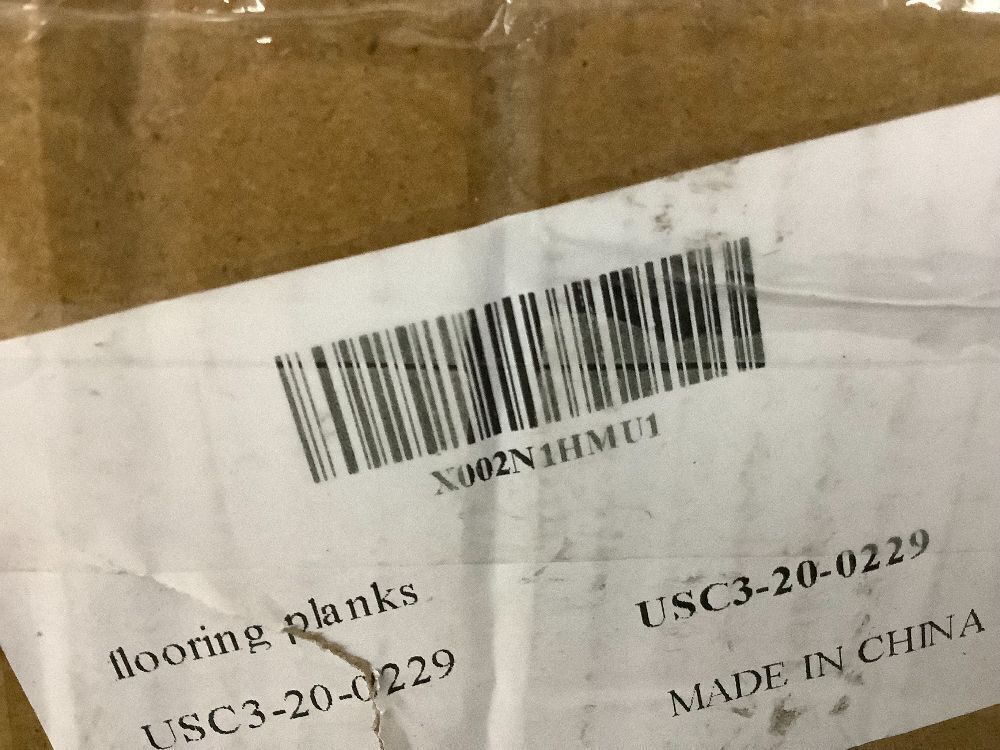 X002N1HMU1
USC3-20-0229
flooring planks
MADE IN CHINA
USC3-20-0229